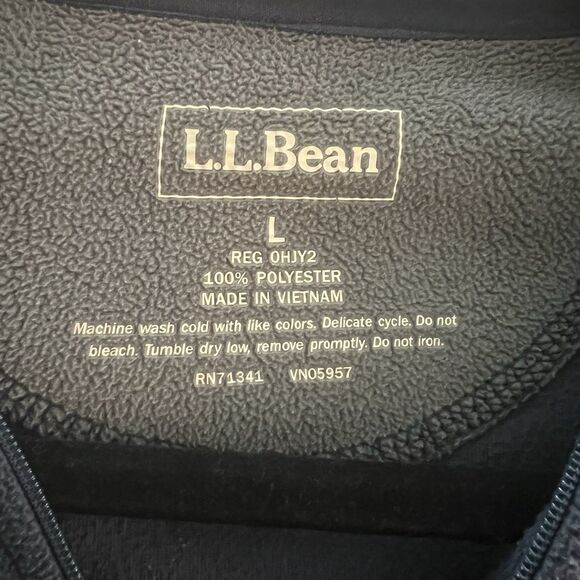 L.L.Bean
L
REG OHJY2
100% POLYESTER
MADE IN VIETNAM
Machine wash cold with like colors. Delicate cycle. Do not
bleach. Tumble dry low, remove promptly. Do not iron.
RN71341 VN05957